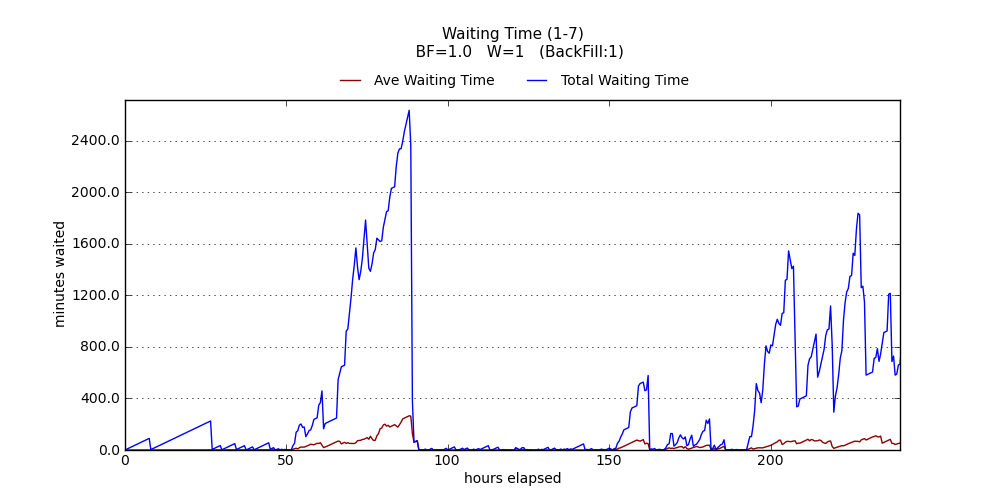 Waiting Time (1-7)
BF=1.0 W=1 (BackFill:1)
Ave Waiting Time Total Waiting Time
2400.0
2000.0
1600.0
1200.0
800.0
400.0
0.0
minutes waited
0 50 100 150 200
hours elapsed